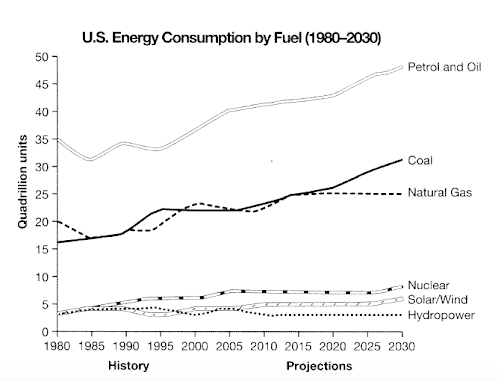 U.S. Energy Consumption by Fuel (1980–2030)
Quadrillion units
50
45
40
35
30
25
20
15
10
5
0
Petrol and Oil
Coal
Natural Gas
Nuclear
Solar/Wind
Hydropower
1980 1985 1990 1995 2000 2005 2010 2015 2020 2025 2030
History Projections